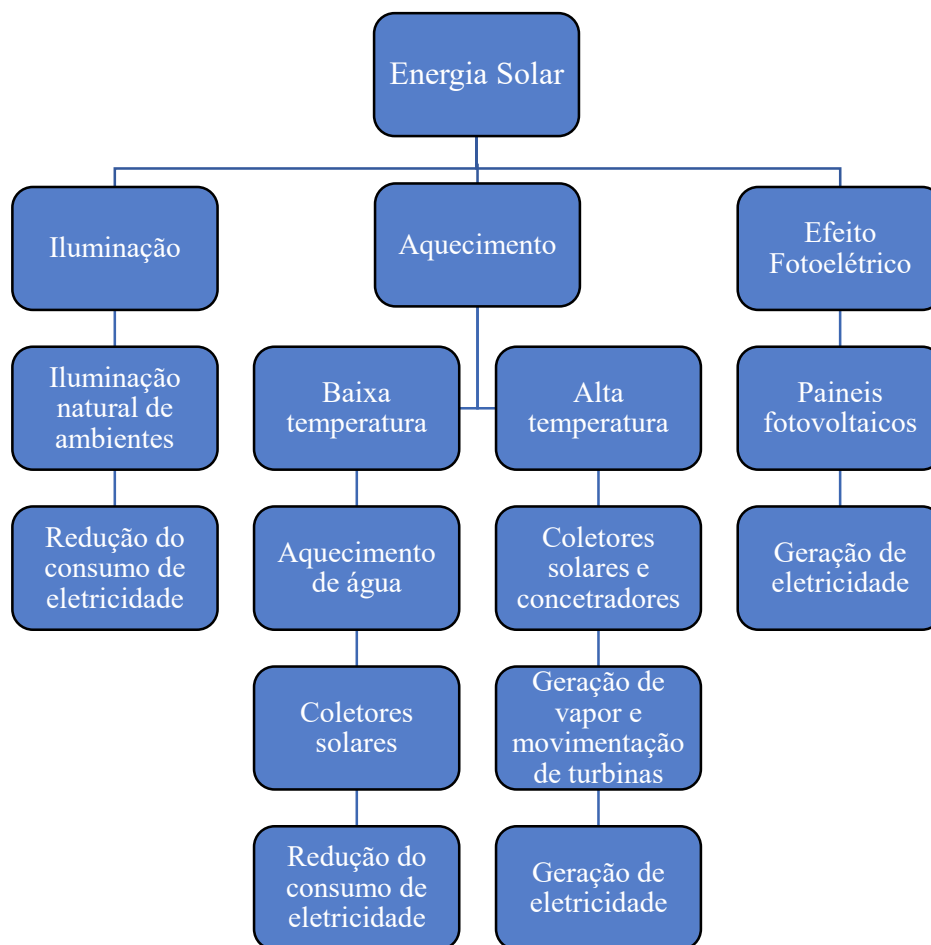 Energia Solar
Iluminação
Aquecimento
Efeito
Fotoelétrico
Iluminação
natural de
ambientes
Baixa
temperatura
Alta
temperatura
Paineis
fotovoltaicos
Redução do
consumo de
eletricidade
Aquecimento
de água
Coletores
solares e
concetradores
Geração de
eletricidade
Coletores
solares
Geração de
vapor e
movimentação
de turbinas
Redução do
consumo de
eletricidade
Geração de
eletricidade